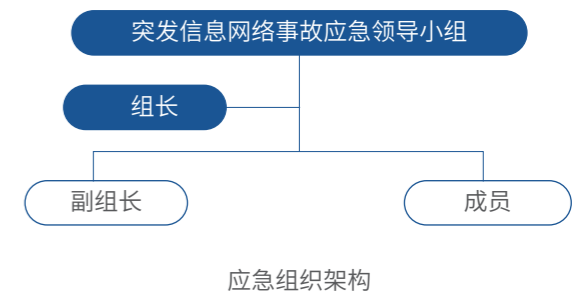 突发信息网络事故应急领导小组
组长
副组长
成员
应急组织架构